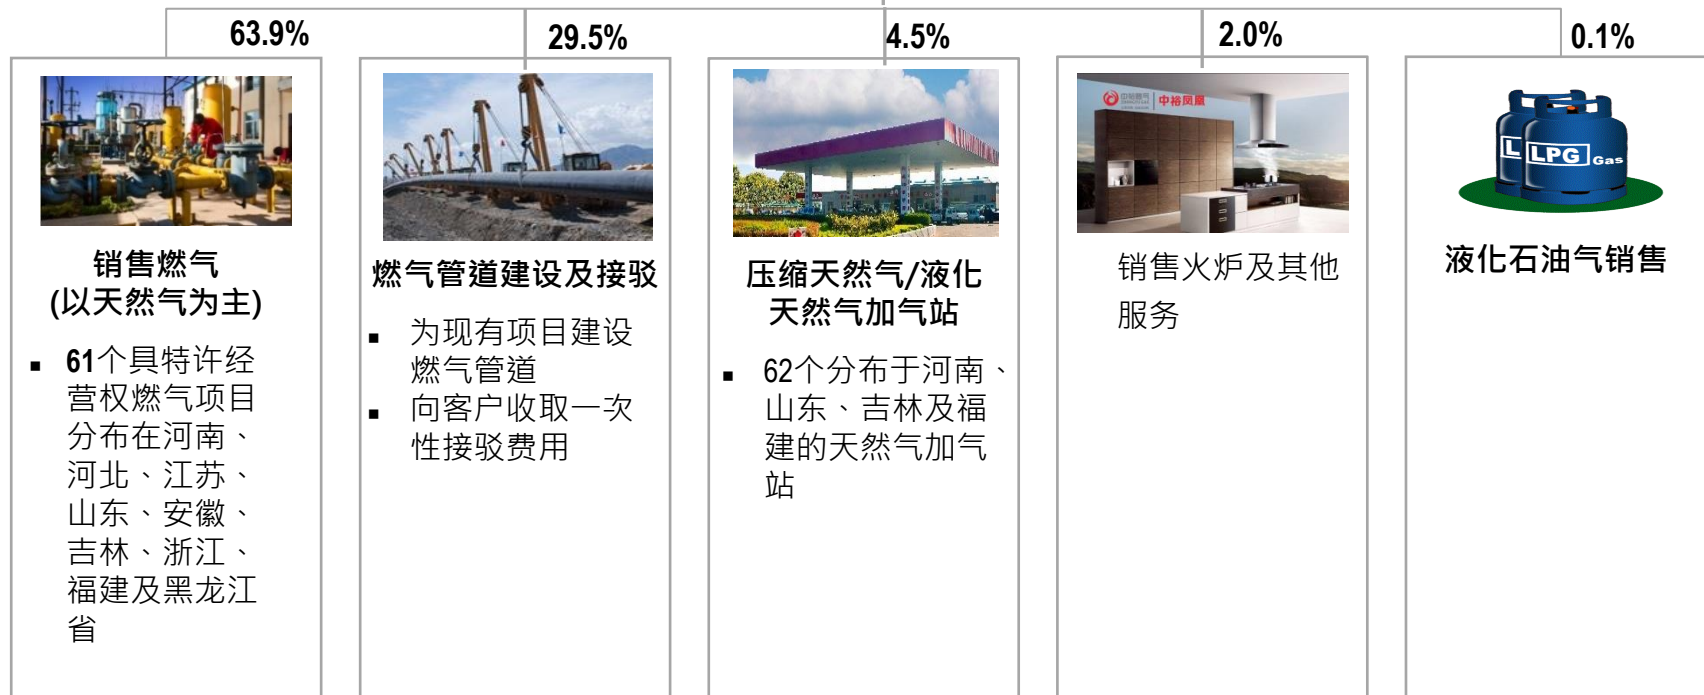 63.9%
29.5%
4.5%
2.0%
0.1%
销售燃气
(以天然气为主)
▪ 61个具特许经
营权燃气项目
分布在河南、
河北、江苏、
山东、安徽、
吉林、浙江、
福建及黑龙江
省
燃气管道建设及接驳
▪ 为现有项目建设
燃气管道
▪ 向客户收取一次
性接驳费用
压缩天然气/液化
天然气加气站
▪ 62个分布于河南、
山东、吉林及福
建的天然气加气
站
中裕燃气 中裕凤凰
销售火炉及其他
服务
L LPG Gas
液化石油气销售